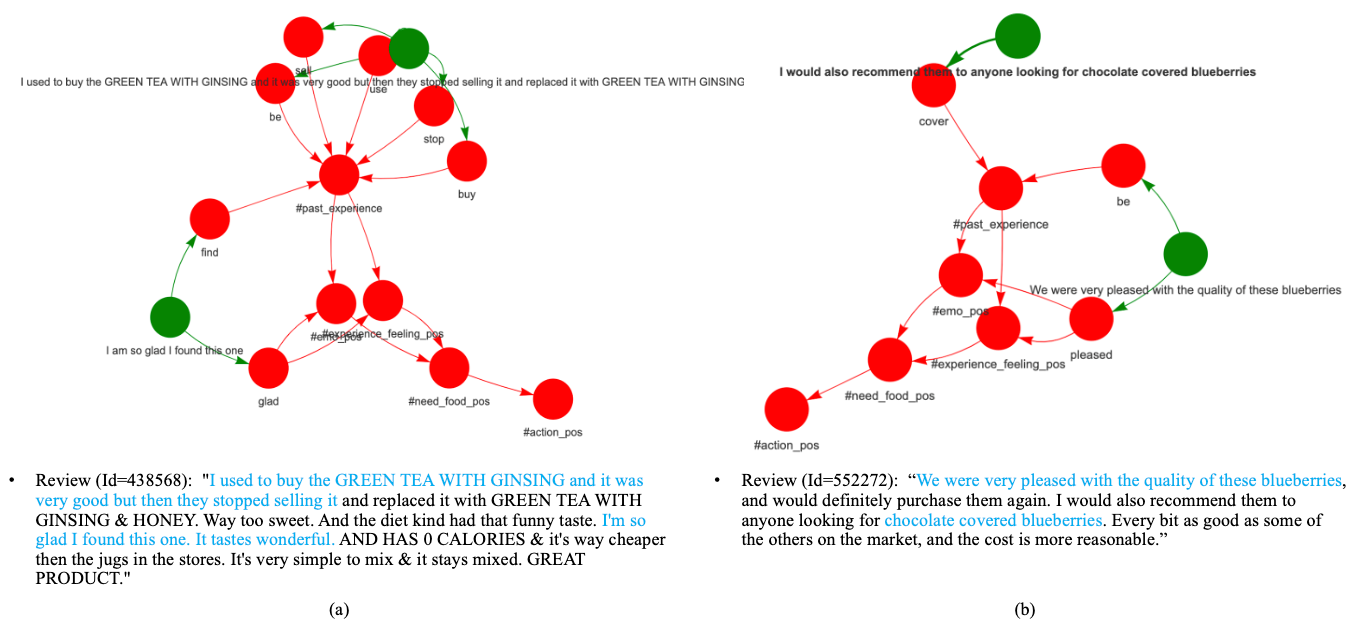 sell
I used to buy the GREEN TEA WITH GINSING and it was very good but then they stopped selling it and replaced it with GREEN TEA WITH GINSING
use
be
stop
buy
#past_experience
find
#emo_pos
#experience_feeling_pos
I am so glad I found this one
glad
#need_food_pos
#action_pos
I would also recommend them to anyone looking for chocolate covered blueberries
cover
be
#past_experience
We were very pleased with the quality of these blueberries
#emo_pos
pleased
#experience_feeling_pos
#need_food_pos
#action_pos
• Review (Id=438568): "I used to buy the GREEN TEA WITH GINSING and it was
very good but then they stopped selling it and replaced it with GREEN TEA WITH
GINSING & HONEY. Way too sweet. And the diet kind had that funny taste. I'm so
glad I found this one. It tastes wonderful. AND HAS 0 CALORIES & it's way cheaper
then the jugs in the stores. It's very simple to mix & it stays mixed. GREAT
PRODUCT."
(a)
• Review (Id=552272): “We were very pleased with the quality of these blueberries,
and would definitely purchase them again. I would also recommend them to
anyone looking for chocolate covered blueberries. Every bit as good as some of
the others on the market, and the cost is more reasonable.”
(b)